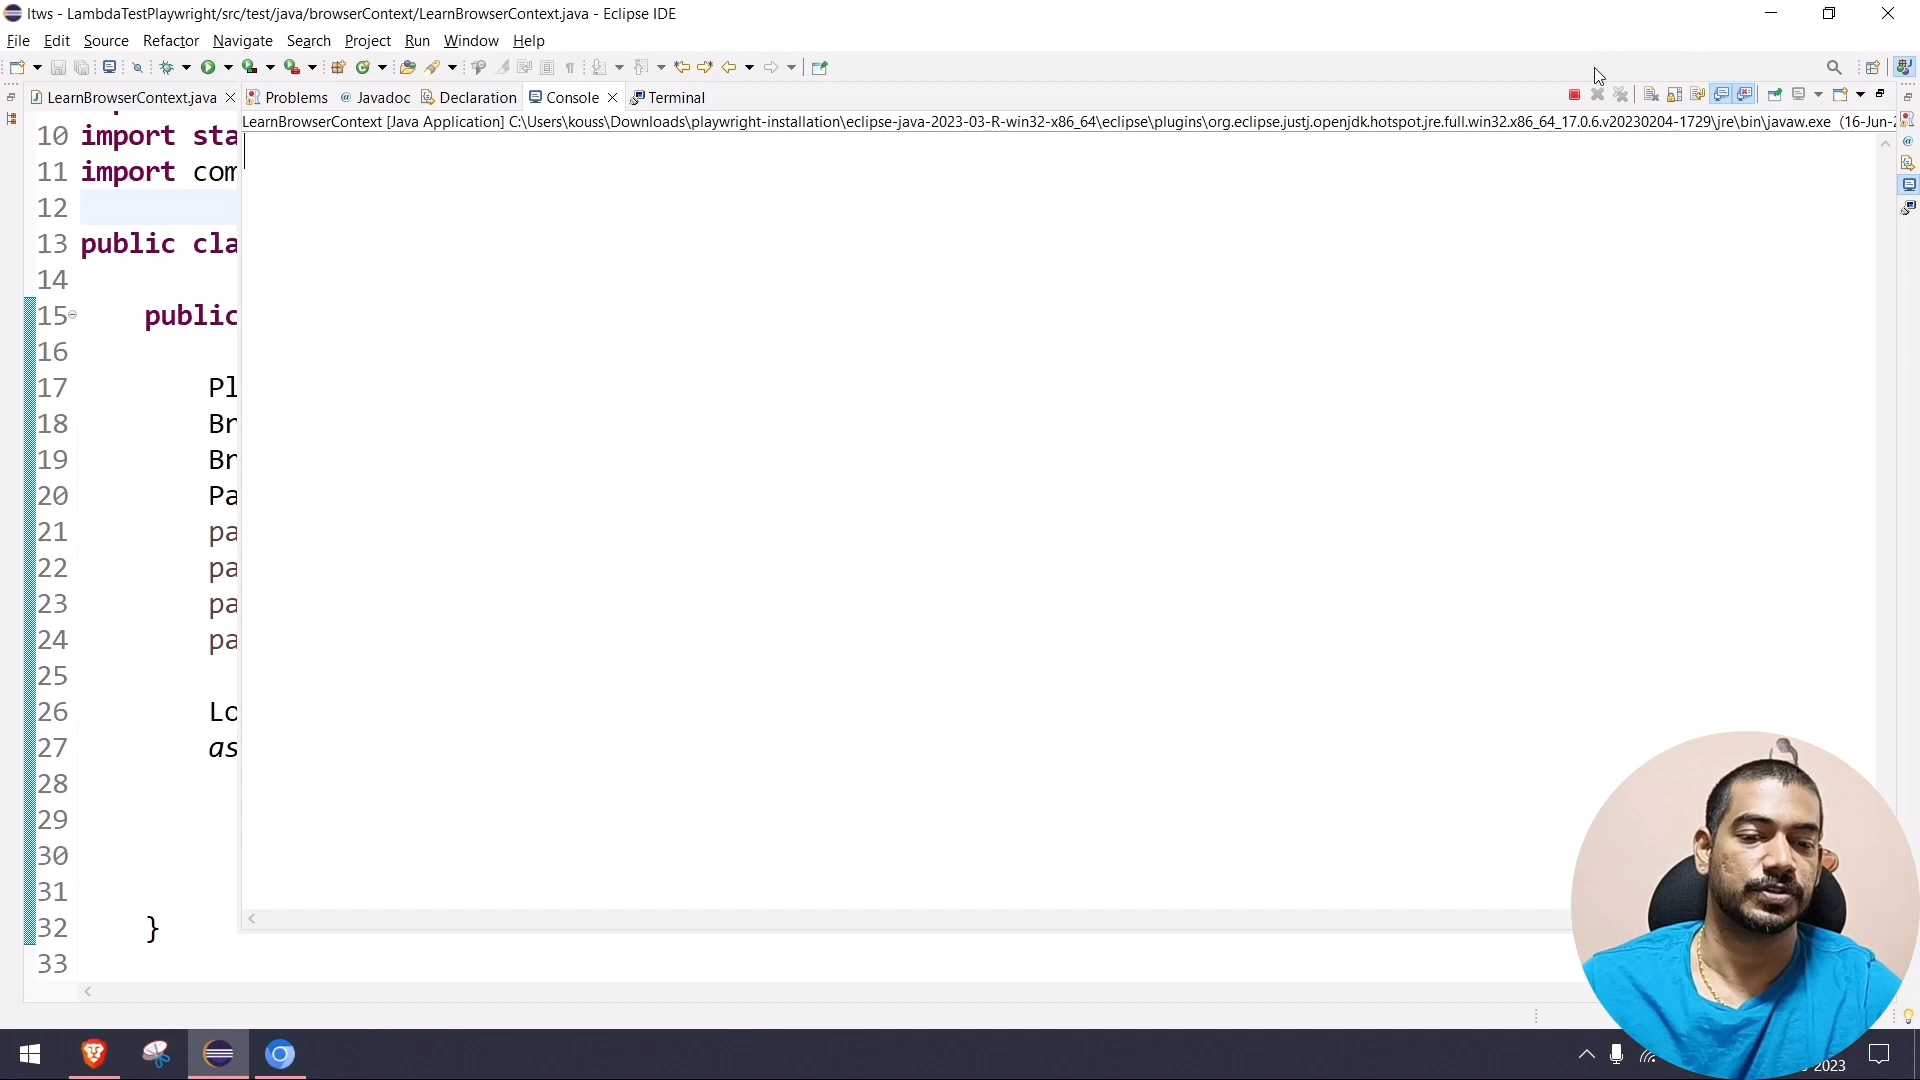 ltws - LambdaTestPlaywright/src/test/java/browserContext/LearnBrowserContext.java - Eclipse IDE
File Edit Source Refactor Navigate Search Project Run Window Help
LearnBrowserContext.java Problems @ Javadoc Declaration Console Terminal
LearnBrowserContext [Java Application] C:\Users\kouss\Downloads\playwright-installation\eclipse-java-2023-03-R-win32-x86_64\eclipse\plugins\org.eclipse.justj.openjdk.hotspot.jre.full.win32.x86_64_17.0.6.v20230204-1729\jre\bin\javaw.exe (16-Jun-2
10 import sta
11 import com
12
13 public cla
14
15 public
16
17 Pl
18 Br
19 Br
20 Pa
21 pa
22 pa
23 pa
24 pa
25
26 Lo
27 as
28
29
30
31
32 }
33
2023